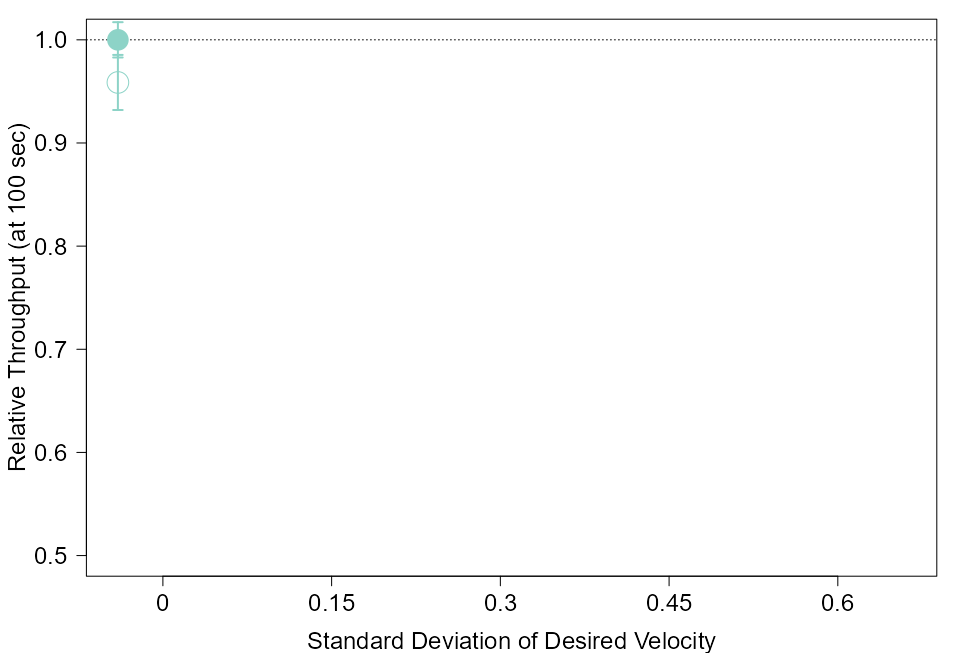 Relative Throughput (at 100 sec)
1.0
0.9
0.8
0.7
0.6
0.5
0 0.15 0.3 0.45 0.6
Standard Deviation of Desired Velocity